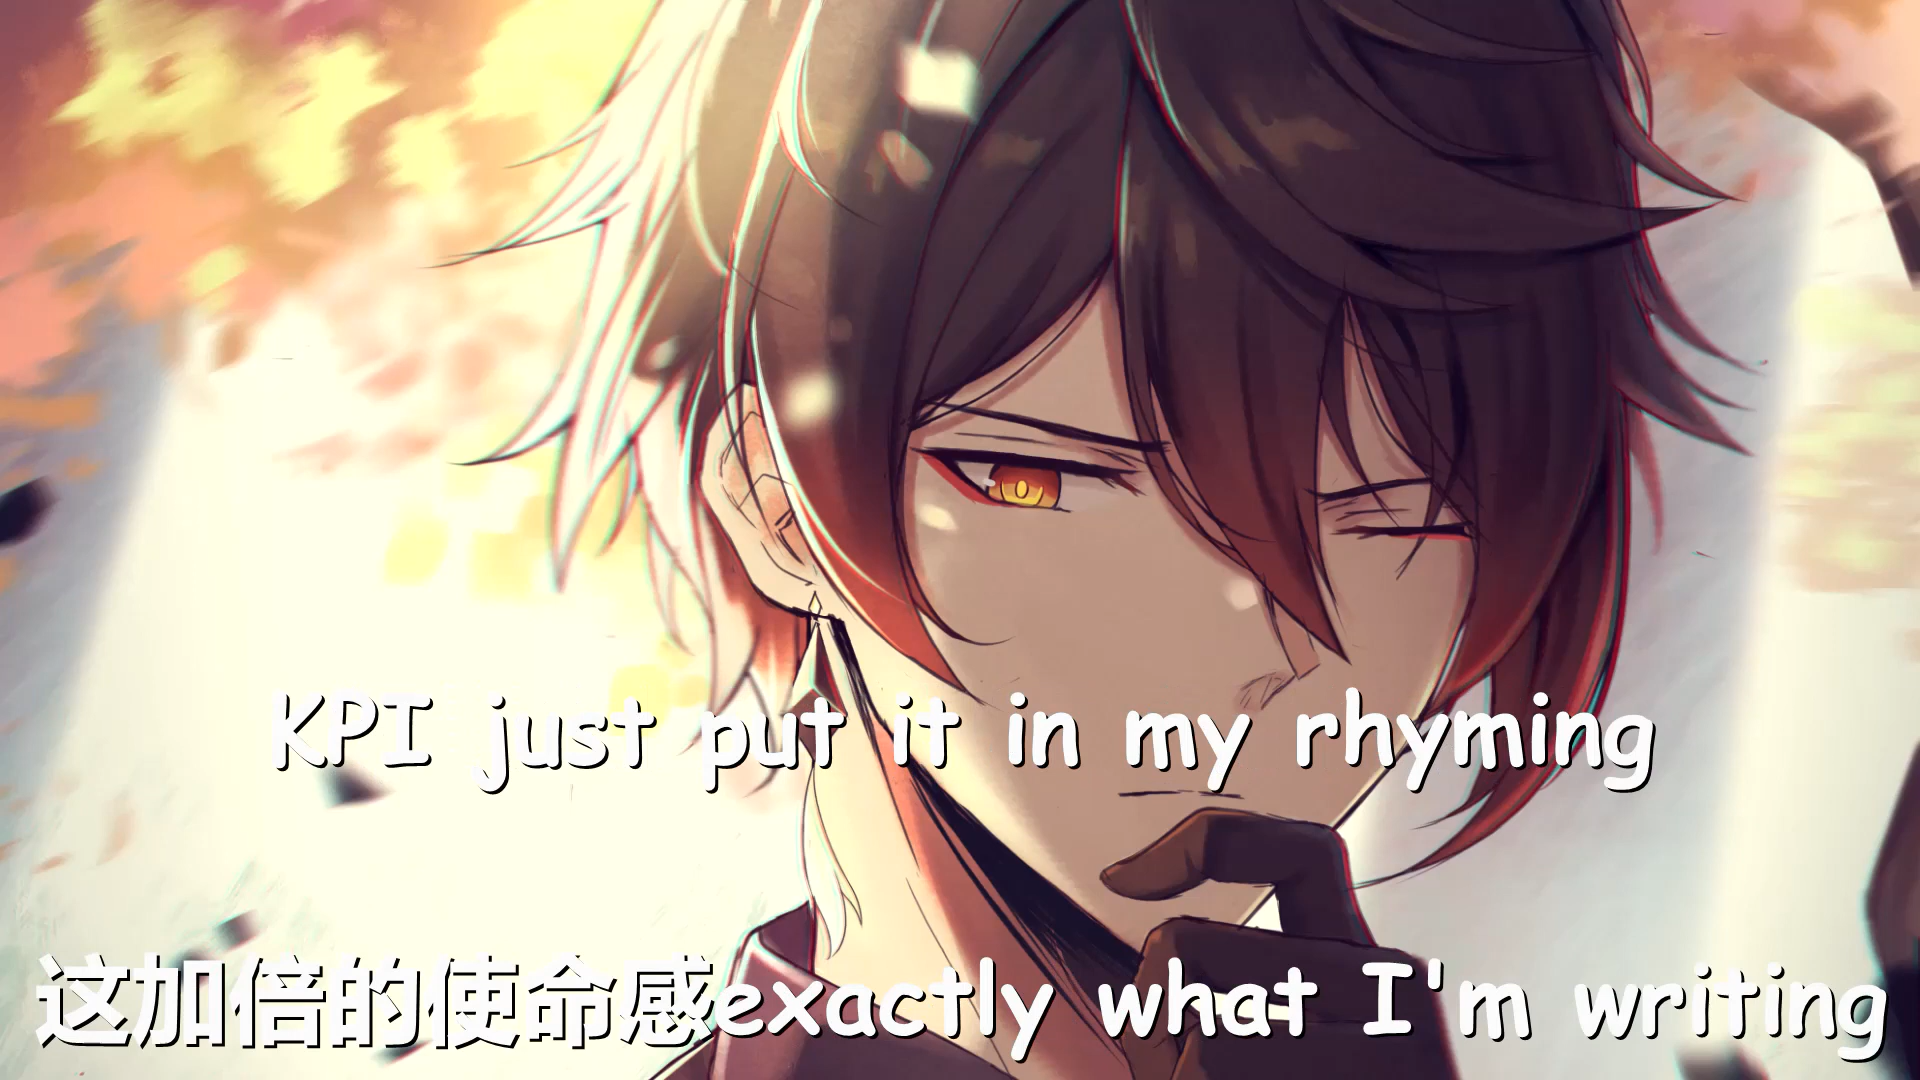 KPI just put it in my rhyming
这加倍的使命感exactly what I'm writing